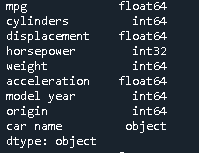 mpg float64
cylinders int64
displacement float64
horsepower int32
weight int64
acceleration float64
model year int64
origin int64
car name object
dtype: object